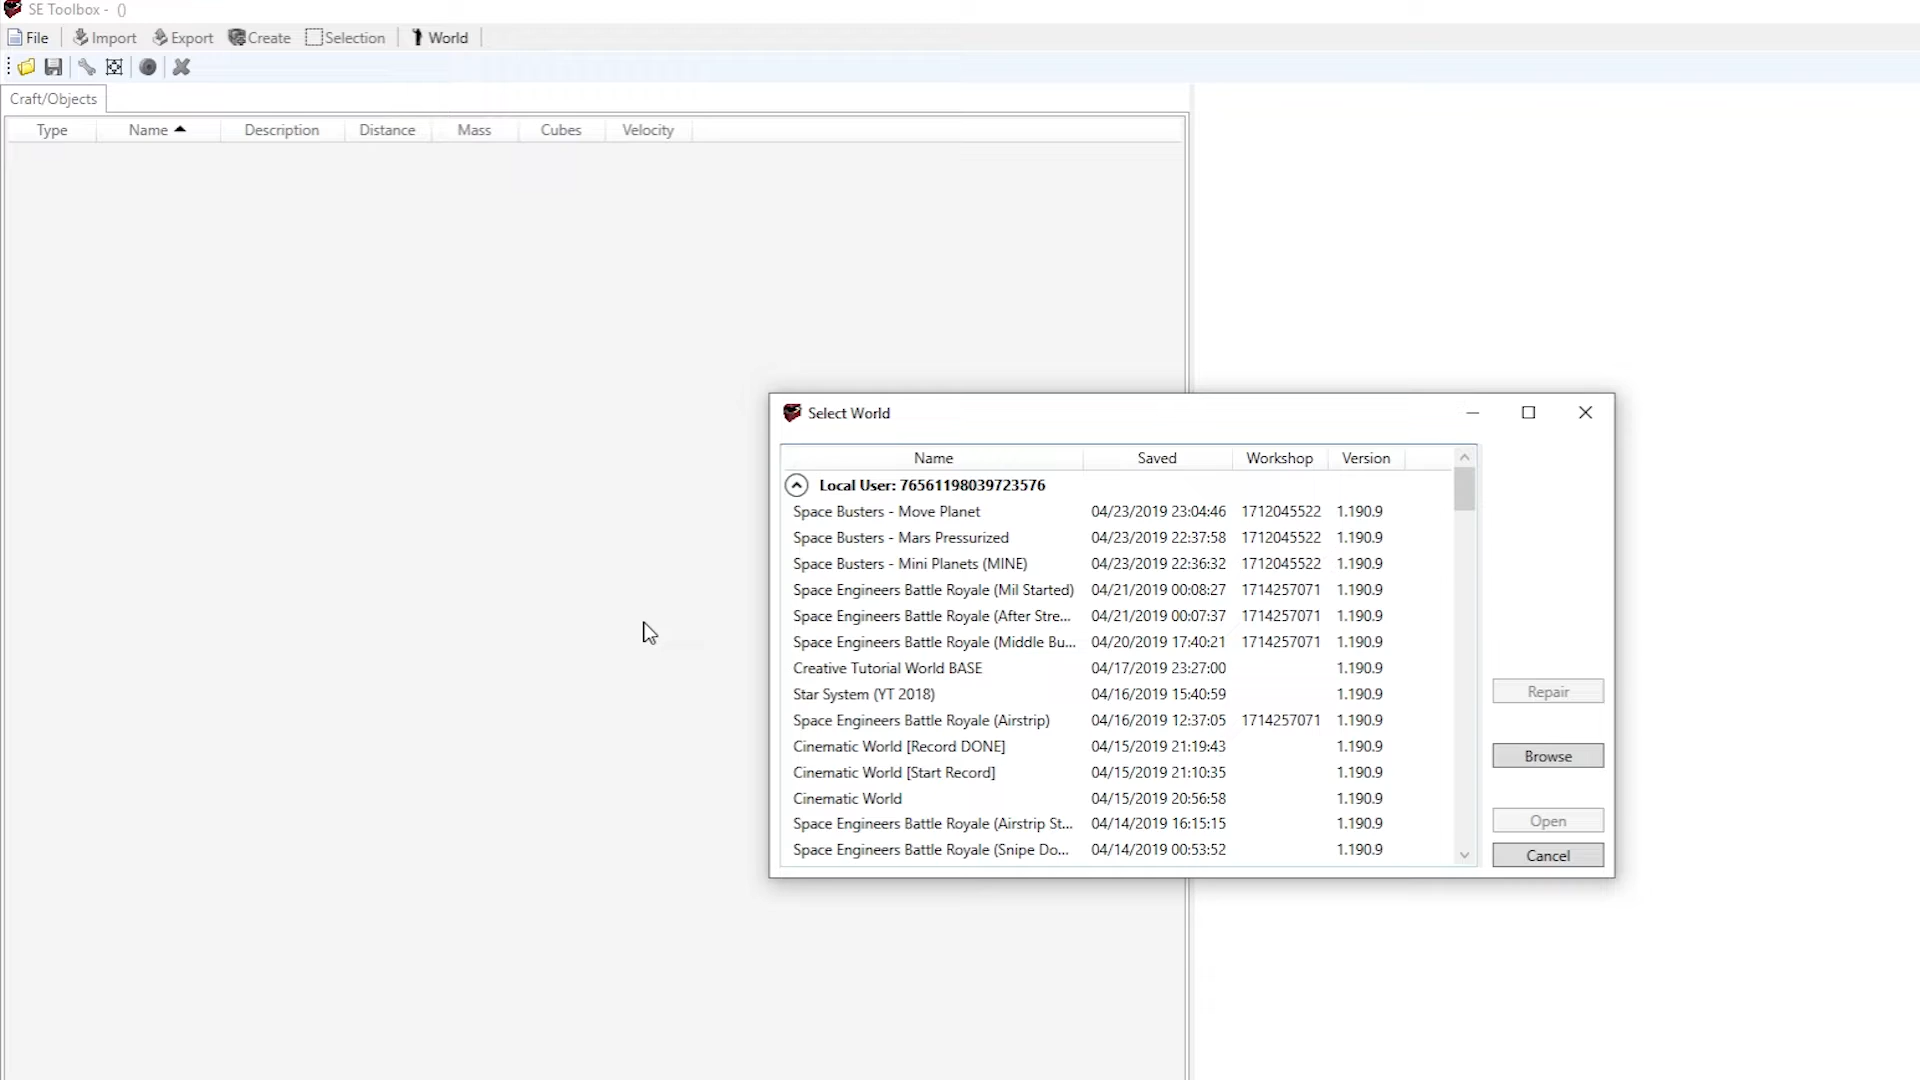 SE Toolbox - ()
File Import Export Create Selection World
Craft/Objects
Type Name Description Distance Mass Cubes Velocity
Select World
Name Saved Workshop Version
Local User: 76561198039723576
Space Busters - Move Planet 04/23/2019 23:04:46 1712045522 1.190.9
Space Busters - Mars Pressurized 04/23/2019 22:37:58 1712045522 1.190.9
Space Busters - Mini Planets (MINE) 04/23/2019 22:36:32 1712045522 1.190.9
Space Engineers Battle Royale (Mil Started) 04/21/2019 00:08:27 1714257071 1.190.9
Space Engineers Battle Royale (After Stre... 04/21/2019 00:07:37 1714257071 1.190.9
Space Engineers Battle Royale (Middle Bu... 04/20/2019 17:40:21 1714257071 1.190.9
Creative Tutorial World BASE 04/17/2019 23:27:00 1.190.9
Star System (YT 2018) 04/16/2019 15:40:59 1.190.9
Repair
Space Engineers Battle Royale (Airstrip) 04/16/2019 12:37:05 1714257071 1.190.9
Cinematic World [Record DONE] 04/15/2019 21:19:43 1.190.9
Browse
Cinematic World [Start Record] 04/15/2019 21:10:35 1.190.9
Cinematic World 04/15/2019 20:56:58 1.190.9
Space Engineers Battle Royale (Airstrip St... 04/14/2019 16:15:15 1.190.9
Open
Space Engineers Battle Royale (Snipe Do... 04/14/2019 00:53:52 1.190.9
Cancel